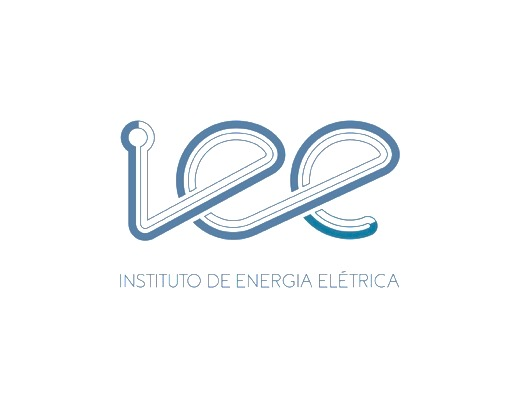 iee
INSTITUTO DE ENERGIA ELÉTRICA